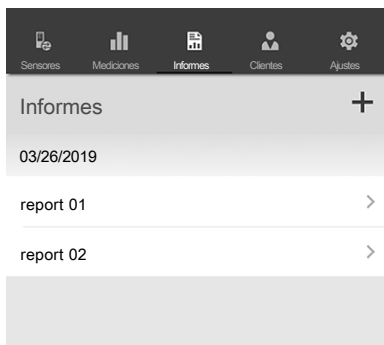 Sensores Mediciones Informes Clientes Ajustes
Informes
03/26/2019
report 01
report 02